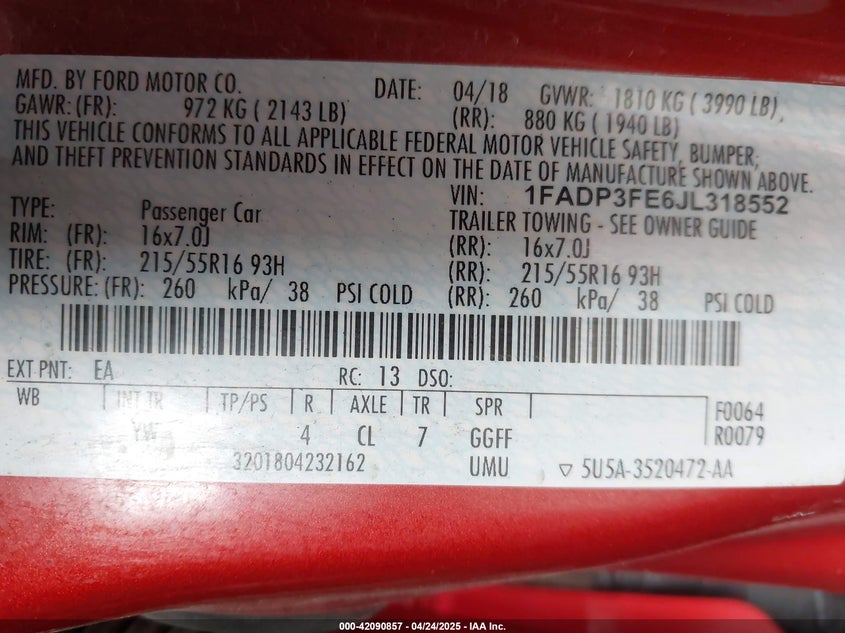 MFD. BY FORD MOTOR CO. DATE: 04/18 GVWR: 1810 KG ( 3990 LB),
GAWR: (FR): 972 KG ( 2143 LB) (RR): 880 KG ( 1940 LB)
THIS VEHICLE CONFORMS TO ALL APPLICABLE FEDERAL MOTOR VEHICLE SAFETY, BUMPER,
AND THEFT PREVENTION STANDARDS IN EFFECT ON THE DATE OF MANUFACTURE SHOWN ABOVE.
VIN: 1FADP3FE6JL318552
TYPE: Passenger Car TRAILER TOWING - SEE OWNER GUIDE
RIM: (FR): 16x7.0J (RR): 16x7.0J
TIRE: (FR): 215/55R16 93H (RR): 215/55R16 93H
PRESSURE: (FR): 260 kPa/ 38 PSI COLD (RR): 260 kPa/ 38 PSI COLD
EXT PNT: EA RC: 13 DSO:
WB INT TR TP/PS R AXLE TR SPR F0064
YW 4 CL 7 GGFF R0079
3201804232162 UMU ▽ 5U5A-3520472-AA
000-42090857 - 04/24/2025 - IAA Inc.